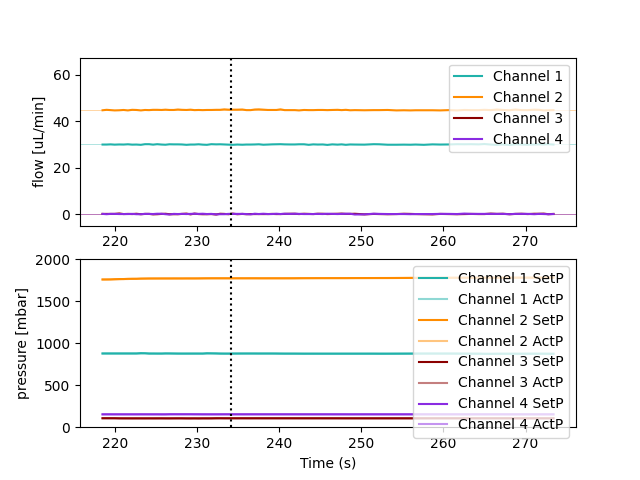 60
40
20
0
flow [uL/min]
Channel 1
Channel 2
Channel 3
Channel 4
220 230 240 250 260 270
2000
1500
1000
500
0
pressure [mbar]
Channel 1 SetP
Channel 1 ActP
Channel 2 SetP
Channel 2 ActP
Channel 3 SetP
Channel 3 ActP
Channel 4 SetP
Channel 4 ActP
220 230 240 250 260 270
Time (s)